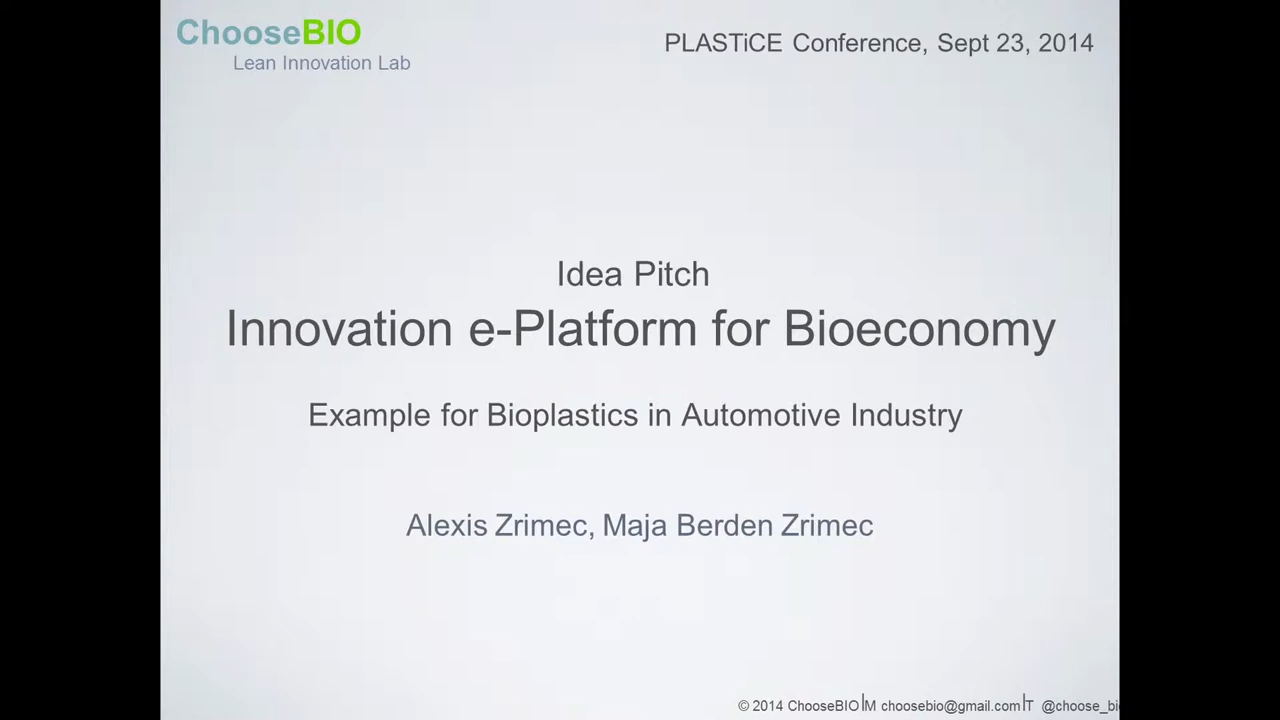 ChooseBIO
Lean Innovation Lab
PLASTiCE Conference, Sept 23, 2014
Idea Pitch
Innovation e-Platform for Bioeconomy
Example for Bioplastics in Automotive Industry
Alexis Zrimec, Maja Berden Zrimec
© 2014 ChooseBIO | M choosebio@gmail.com | T @choose_bi